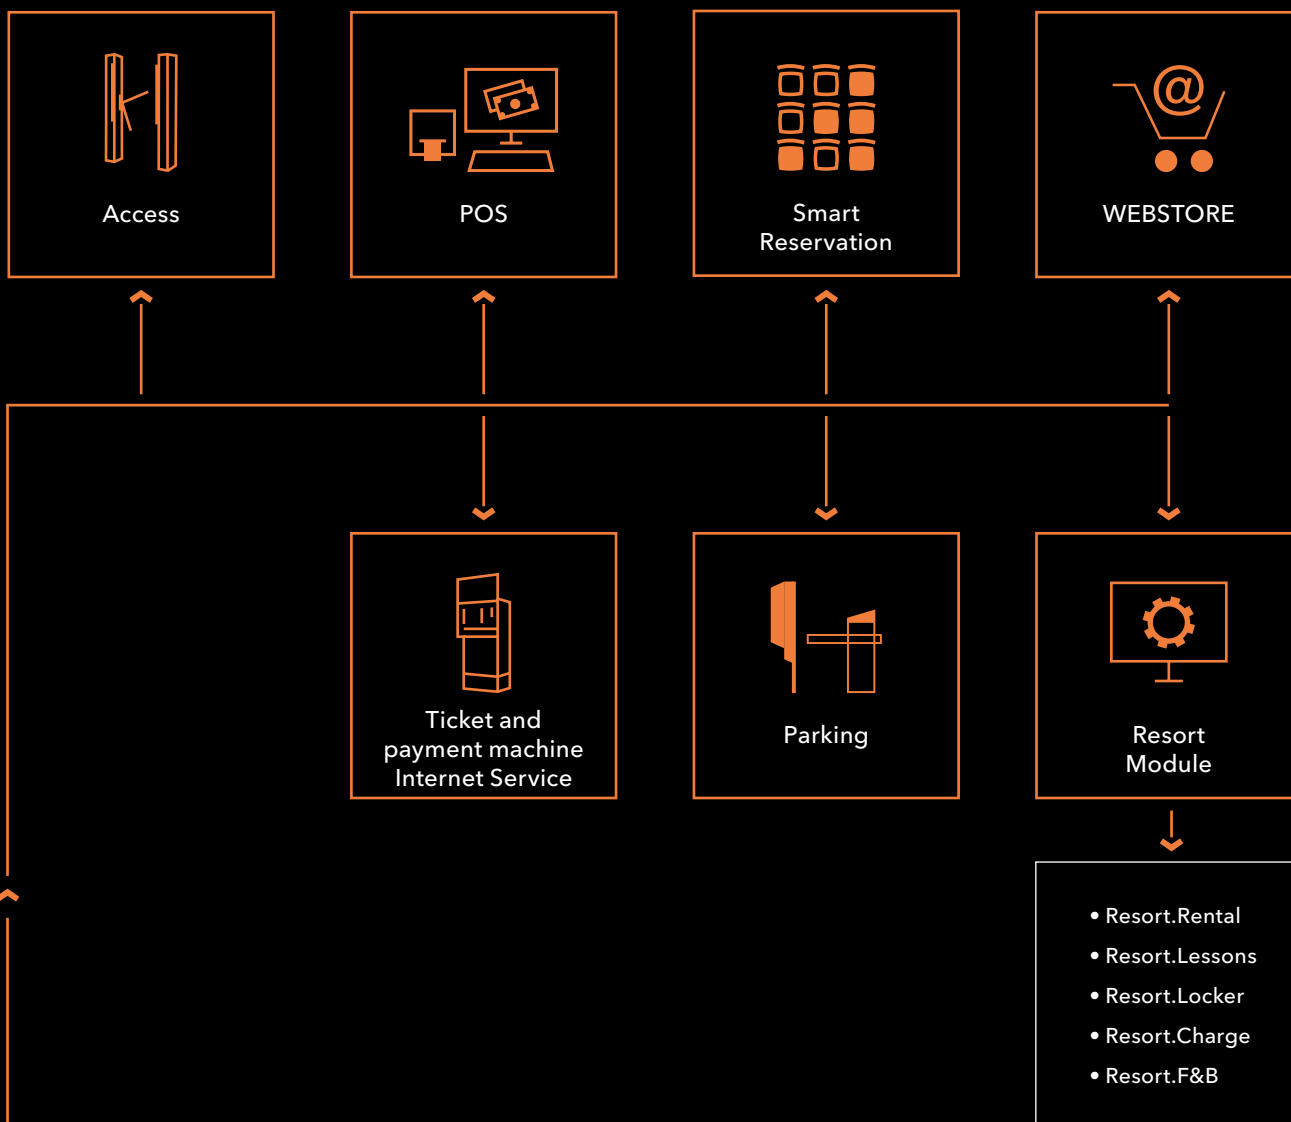 Access
POS
Smart
Reservation
@
WEBSTORE
Ticket and
payment machine
Internet Service
Parking
Resort
Module
• Resort.Rental
• Resort.Lessons
• Resort.Locker
• Resort.Charge
• Resort.F&B